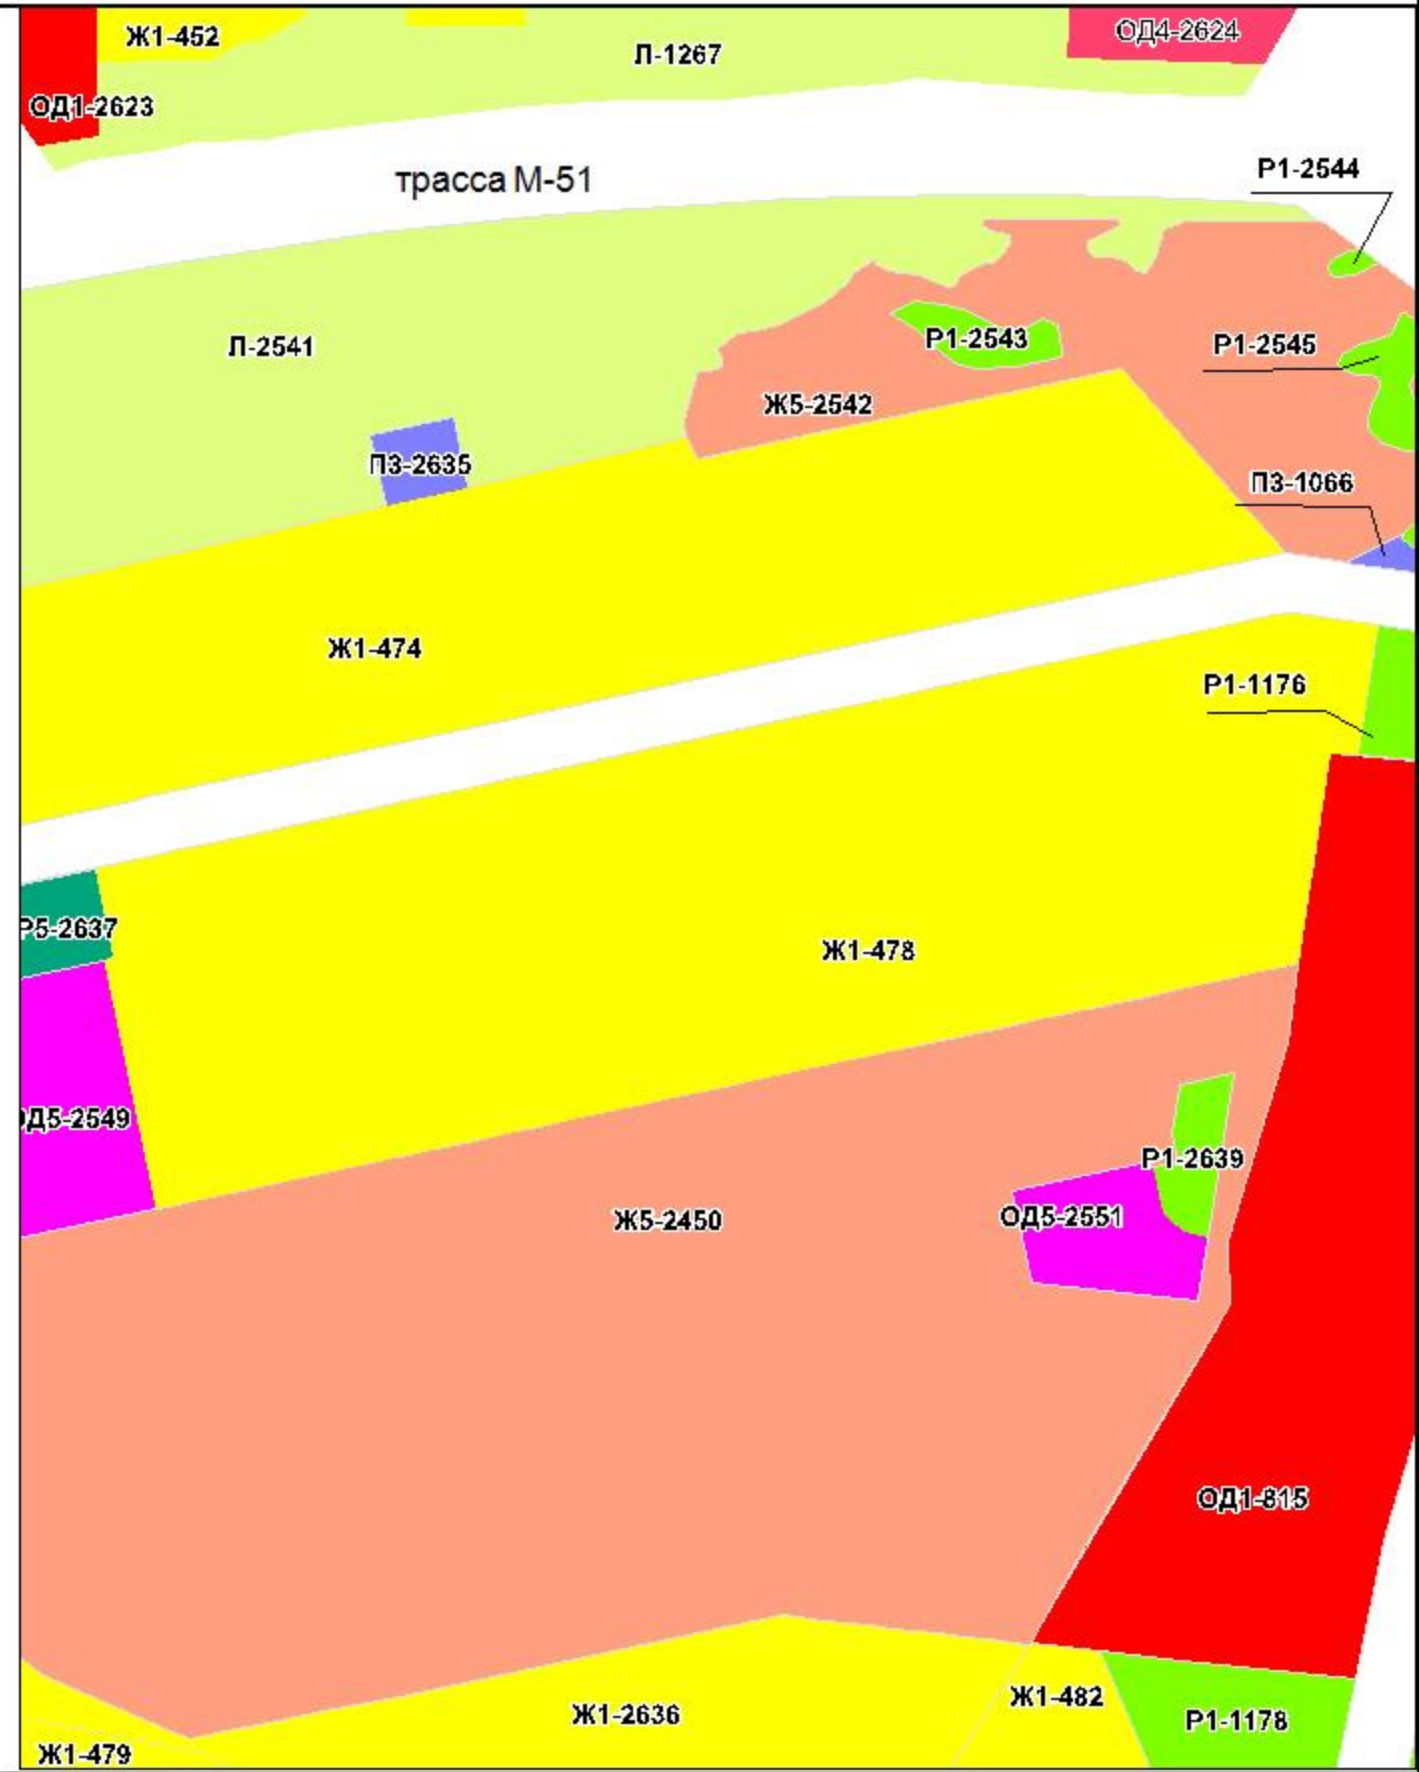 Ж1-452
ОД4-2624
Л-1267
ОД1-2623
трасса М-51
Р1-2544
Р1-2543
Р1-2545
Л-2541
Ж5-2542
П3-2635
П3-1066
Ж1-474
Р1-1176
Р5-2637
Ж1-478
ОД5-2549
Р1-2639
ОД5-2551
Ж5-2450
ОД1-815
Ж1-482
Ж1-2636
Р1-1178
Ж1-479